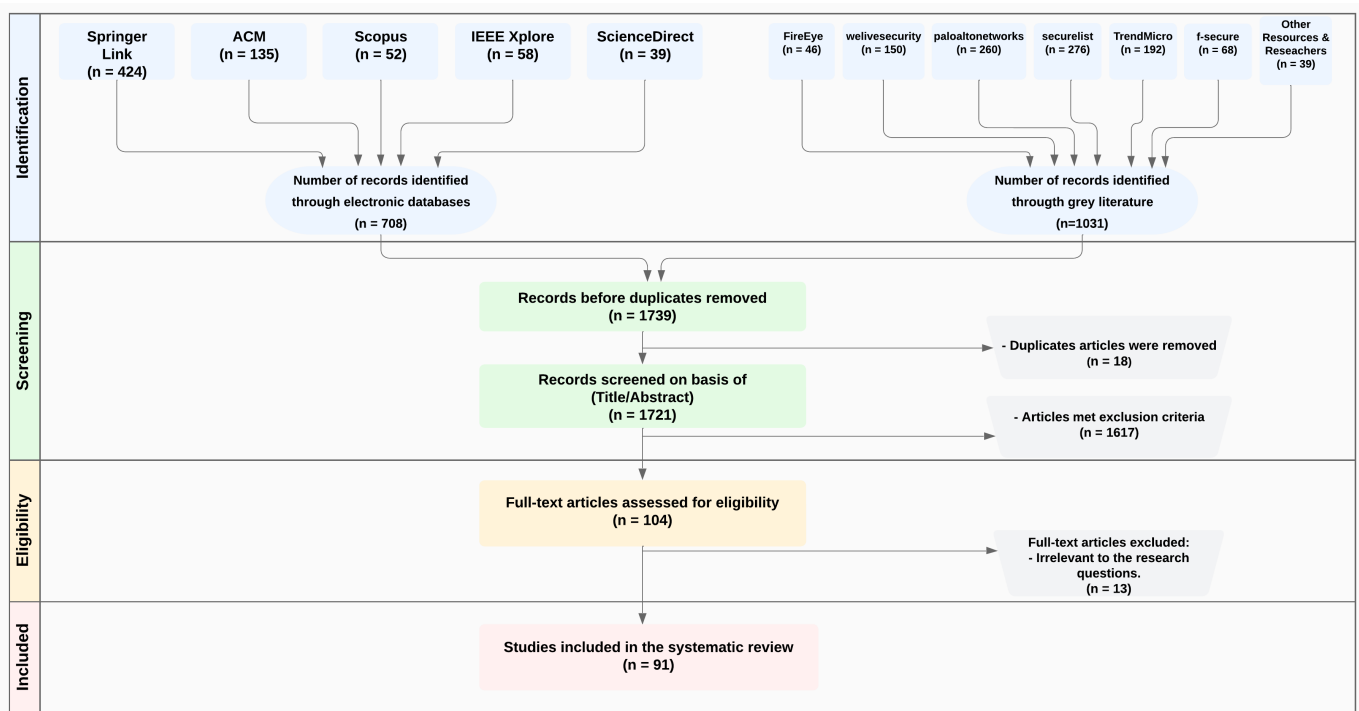 Identification
Springer
Link
(n = 424)
ACM
(n = 135)
Scopus
(n = 52)
IEEE Xplore
(n = 58)
ScienceDirect
(n = 39)
FireEye
(n = 46)
welivesecurity
(n = 150)
paloaltonetworks
(n = 260)
securelist
(n = 276)
TrendMicro
(n = 192)
f-secure
(n = 68)
Other
Resources &
Reseachers
(n = 39)
Number of records identified
through electronic databases
(n = 708)
Number of records identified
througth grey literature
(n=1031)
Screening
Records before duplicates removed
(n = 1739)
- Duplicates articles were removed
(n = 18)
Records screened on basis of
(Title/Abstract)
(n = 1721)
- Articles met exclusion criteria
(n = 1617)
Eligibility
Full-text articles assessed for eligibility
(n = 104)
Full-text articles excluded:
- Irrelevant to the research
questions.
(n = 13)
Included
Studies included in the systematic review
(n = 91)